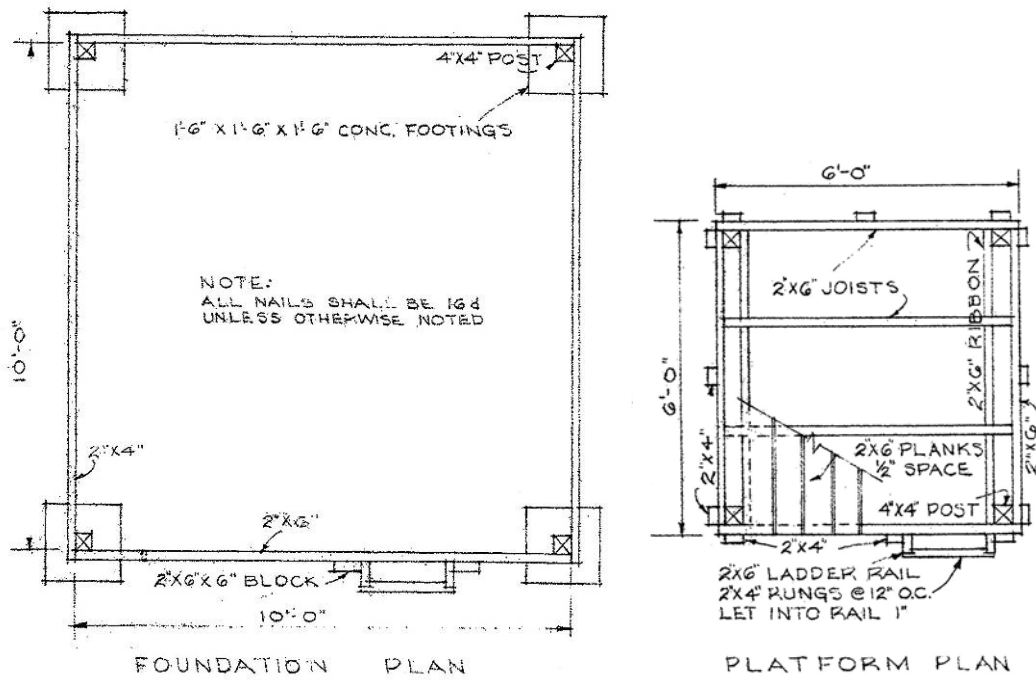 4"X4" POST
1'-6" X 1'-6" X 1'-6" CONC. FOOTINGS
NOTE:
ALL NAILS SHALL BE 16d
UNLESS OTHERWISE NOTED
10'-0"
2"X4"
2"X6"
2"X6"X6" BLOCK
10'-0"
FOUNDATION PLAN
6'-0"
2"X6" JOISTS
2"X6" RIBBON
6'-0"
2"X4"
2"X6" PLANKS
1/2" SPACE
2"X6"
4"X4" POST
2"X4"
2X6" LADDER RAIL
2"X4" RUNGS @ 12" O.C.
LET INTO RAIL 1"
PLATFORM PLAN